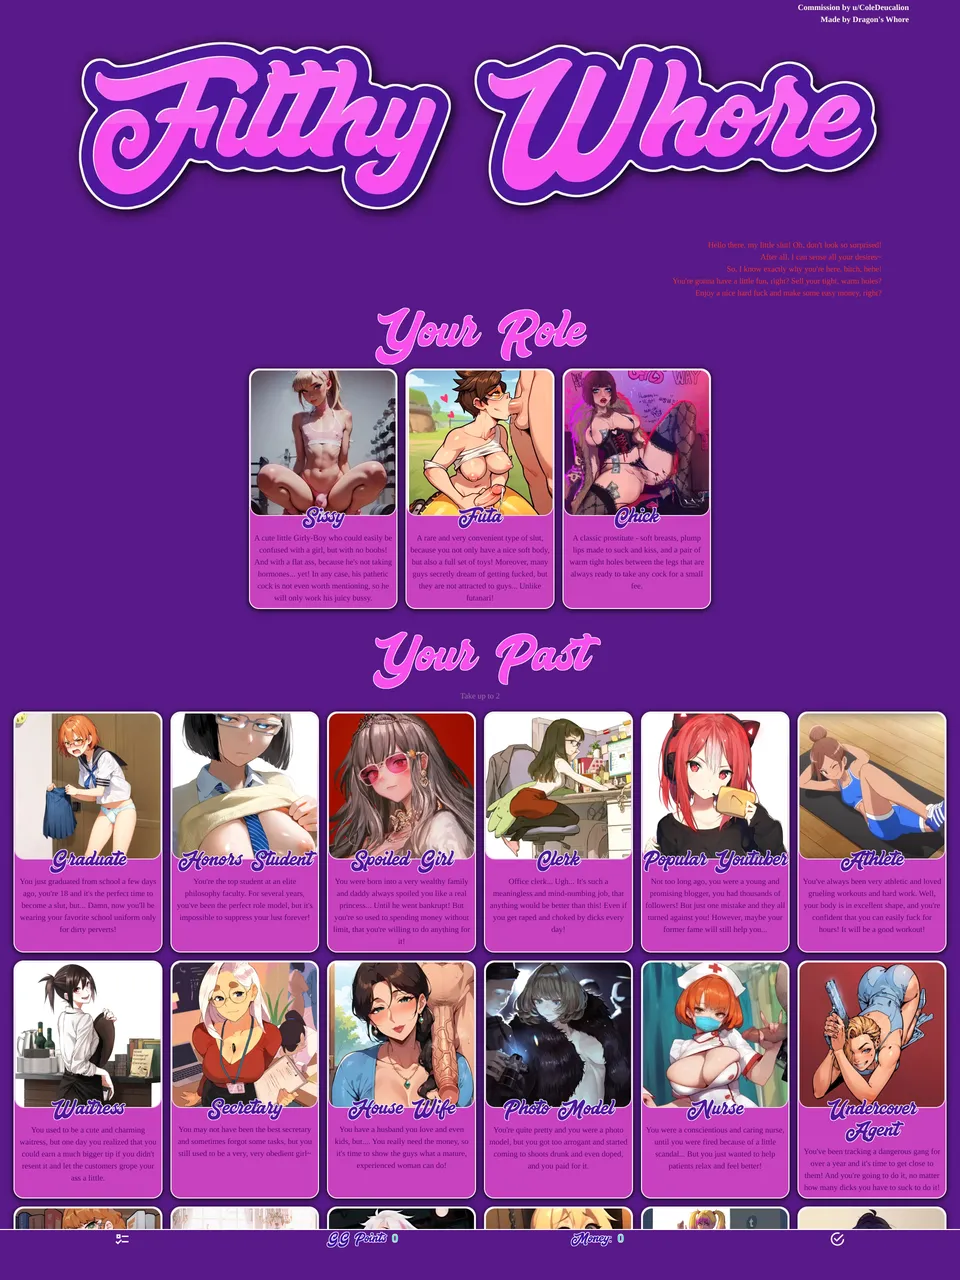 Commission by u/ColeDeucalion
Made by Dragon's Whore
Filthy Whore
Hello there, my little slut! Oh, don't look so surprised!
After all, I can sense all your desires~
So, I know exactly why you're here, bitch, hehe!
You're gonna have a little fun, right? Sell your tight, warm holes?
Enjoy a nice hard fuck and make some easy money, right?
Your Role
Sissy
A cute little Girly-Boy who could easily be
confused with a girl, but with no boobs!
And with a flat ass, because he's not taking
hormones... yet! In any case, his pathetic
cock is not even worth mentioning, so he
will only work his juicy bussy.
Futa
A rare and very convenient type of slut,
because you not only have a nice soft body,
but also a full set of toys! Moreover, many
guys secretly dream of getting fucked, but
they are not attracted to guys... Unlike
futanari!
Chick
A classic prostitute - soft breasts, plump
lips made to suck and kiss, and a pair of
warm tight holes between the legs that are
always ready to take any cock for a small
fee.
Your Past
Take up to 2
Graduate
You just graduated from school a few days
ago, you're 18 and it's the perfect time to
become a slut, but... Damn, now you'll be
wearing your favorite school uniform only
for dirty perverts!
Honors Student
You're the top student at an elite
philosophy faculty. For several years,
you've been the perfect role model, but it's
impossible to suppress your lust forever!
Spoiled Girl
You were born into a very wealthy family
and daddy always spoiled you like a real
princess... Until he went bankrupt! But
you're so used to spending money without
limit, that you're willing to do anything for
it!
Clerk
Office clerk... Ugh... It's such a
meaningless and mind-numbing job, that
anything would be better than this! Even if
you get raped and choked by dicks every
day!
Popular Youtuber
Not too long ago, you were a young and
promising blogger, you had thousands of
followers! But just one mistake and they all
turned against you! However, maybe your
former fame will still help you...
Athlete
You've always been very athletic and loved
grueling workouts and hard work. Well,
your body is in excellent shape, and you're
confident that you can easily fuck for
hours! It will be a good workout!
Waitress
You used to be a cute and charming
waitress, but one day you realized that you
could earn a much bigger tip if you didn't
resent it and let the customers grope your
ass a little.
Secretary
You may not have been the best secretary
and sometimes forgot some tasks, but you
still used to be a very, very obedient girl~
House Wife
You have a husband you love and even
kids, but.... You really need the money, so
it's time to show the guys what a mature,
experienced woman can do!
Photo Model
You're quite pretty and you were a photo
model, but you got too arrogant and started
coming to shoots drunk and even doped,
and you paid for it.
Nurse
You were a conscientious and caring nurse,
until you were fired because of a little
scandal... But you just wanted to help
patients relax and feel better!
Undercover
Agent
You've been tracking a dangerous gang for
over a year and it's time to get close to
them! And you're going to do it, no matter
how many dicks you have to suck to do it!
Points 0
Money: 0